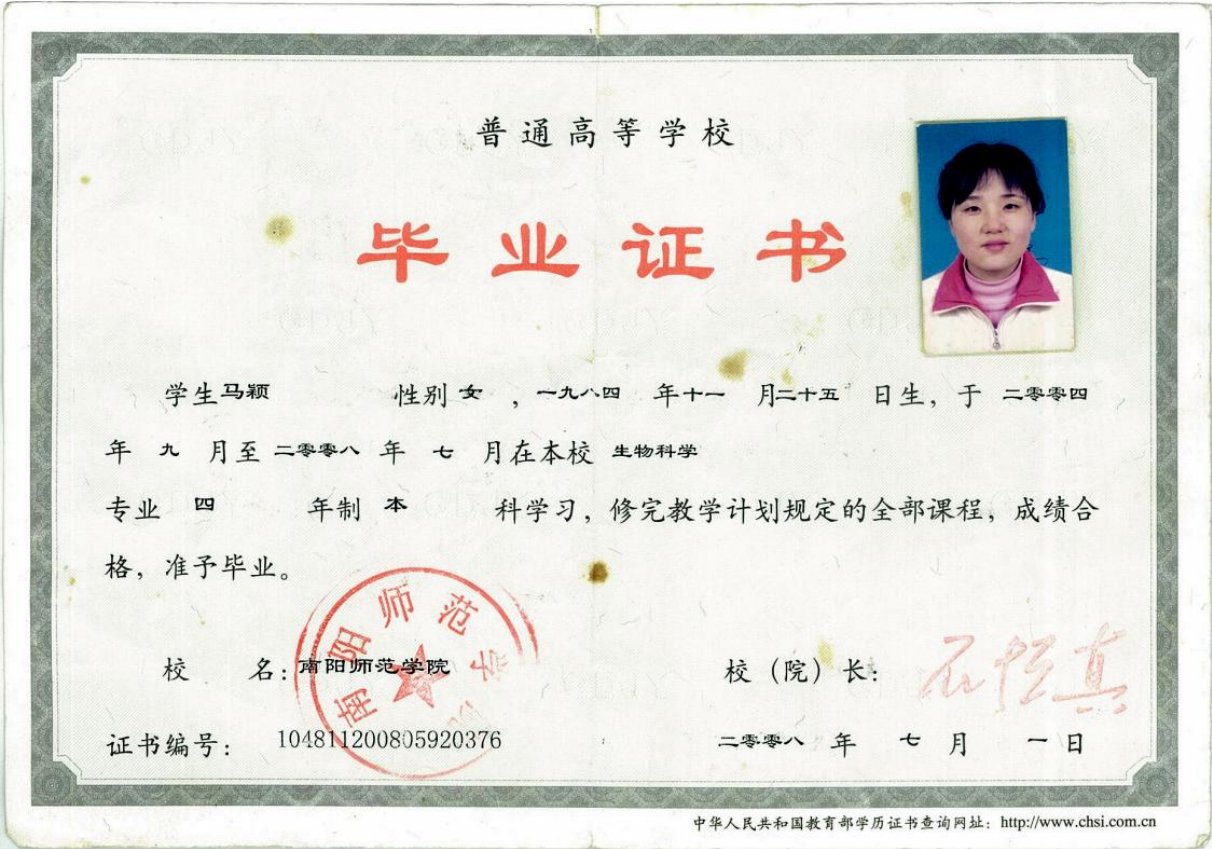 普通高等学校
毕业证书
学生马颖 性别女，一九八四年十一月二十五日生，于二零零四
年九月至二零零八年七月在本校生物科学
专业四年制本科学习，修完教学计划规定的全部课程，成绩合
格，准予毕业。
校名：南阳师范学院
南阳师范学院
校（院）长：
证书编号：104811200805920376
二零零八年七月一日
中华人民共和国教育部学历证书查询网址：http://www.chsi.com.cn